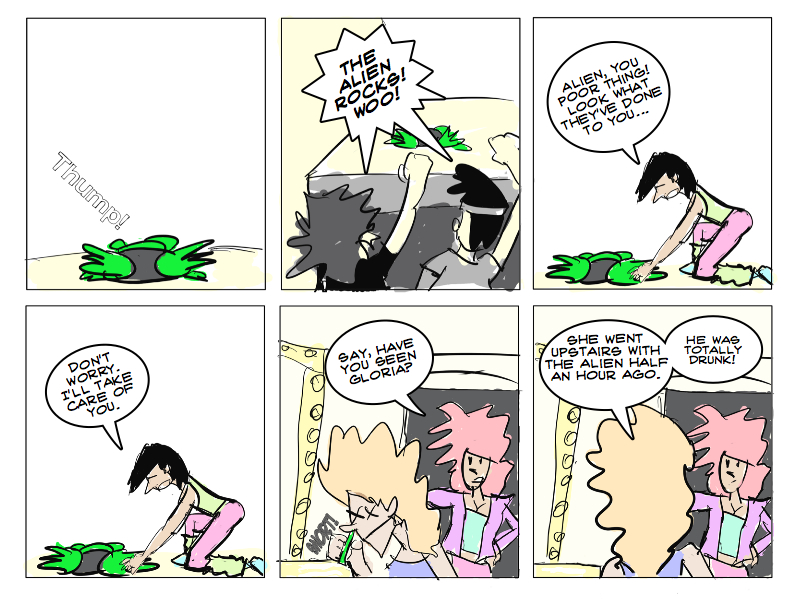 Thump!
THE
ALIEN
ROCKS!
WOO!
ALIEN, YOU
POOR THING!
LOOK WHAT
THEY'VE DONE
TO YOU...
DON'T
WORRY.
I'LL TAKE
CARE OF
YOU.
SAY, HAVE
YOU SEEN
GLORIA?
SNORT!
SHE WENT
UPSTAIRS WITH
THE ALIEN HALF
AN HOUR AGO.
HE WAS
TOTALLY
DRUNK!